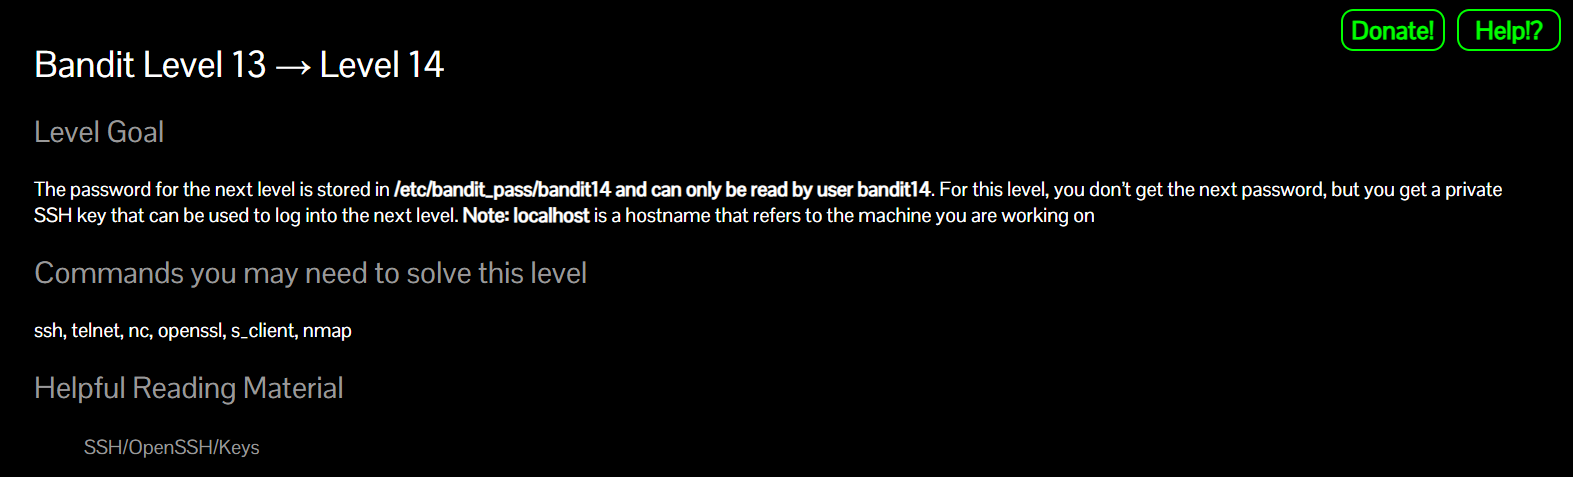 Donate! Help!?
Bandit Level 13 → Level 14
Level Goal
The password for the next level is stored in /etc/bandit_pass/bandit14 and can only be read by user bandit14. For this level, you don’t get the next password, but you get a private
SSH key that can be used to log into the next level. Note: localhost is a hostname that refers to the machine you are working on
Commands you may need to solve this level
ssh, telnet, nc, openssl, s_client, nmap
Helpful Reading Material
SSH/OpenSSH/Keys